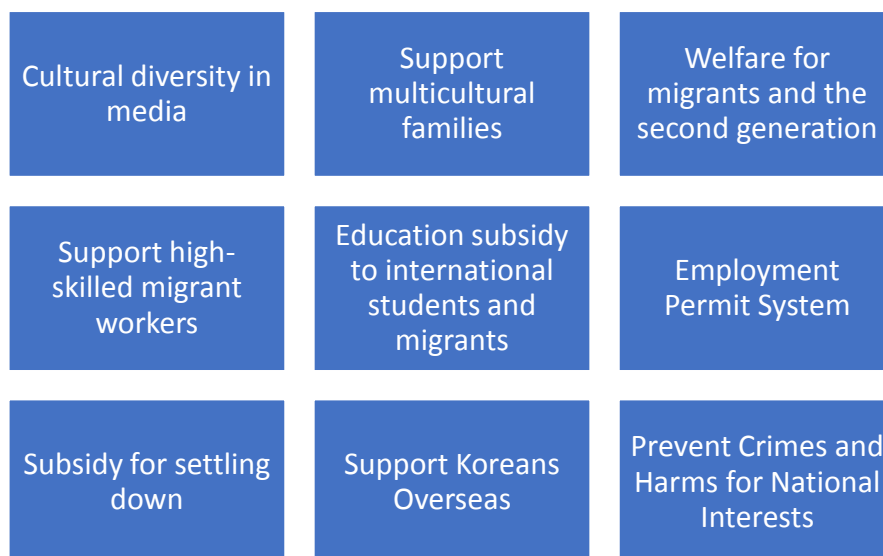 Cultural diversity in
media
Support
multicultural
families
Welfare for
migrants and the
second generation
Support high-
skilled migrant
workers
Education subsidy
to international
students and
migrants
Employment
Permit System
Subsidy for settling
down
Support Koreans
Overseas
Prevent Crimes and
Harms for National
Interests